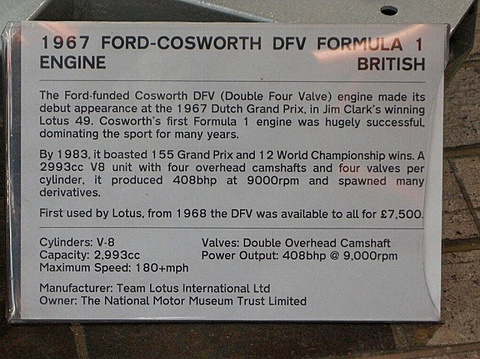 1967 FORD-COSWORTH DFV FORMULA 1
ENGINE BRITISH
The Ford-funded Cosworth DFV (Double Four Valve) engine made its
debut appearance at the 1967 Dutch Grand Prix, in Jim Clark's winning
Lotus 49. Cosworth's first Formula 1 engine was hugely successful,
dominating the sport for many years.
By 1983, it boasted 155 Grand Prix and 12 World Championship wins. A
2993cc V8 unit with four overhead camshafts and four valves per
cylinder, it produced 408bhp at 9000rpm and spawned many
derivatives.
First used by Lotus, from 1968 the DFV was available to all for £7,500.
Cylinders: V-8 Valves: Double Overhead Camshaft
Capacity: 2,993cc Power Output: 408bhp @ 9,000rpm
Maximum Speed: 180+mph
Manufacturer: Team Lotus International Ltd
Owner: The National Motor Museum Trust Limited